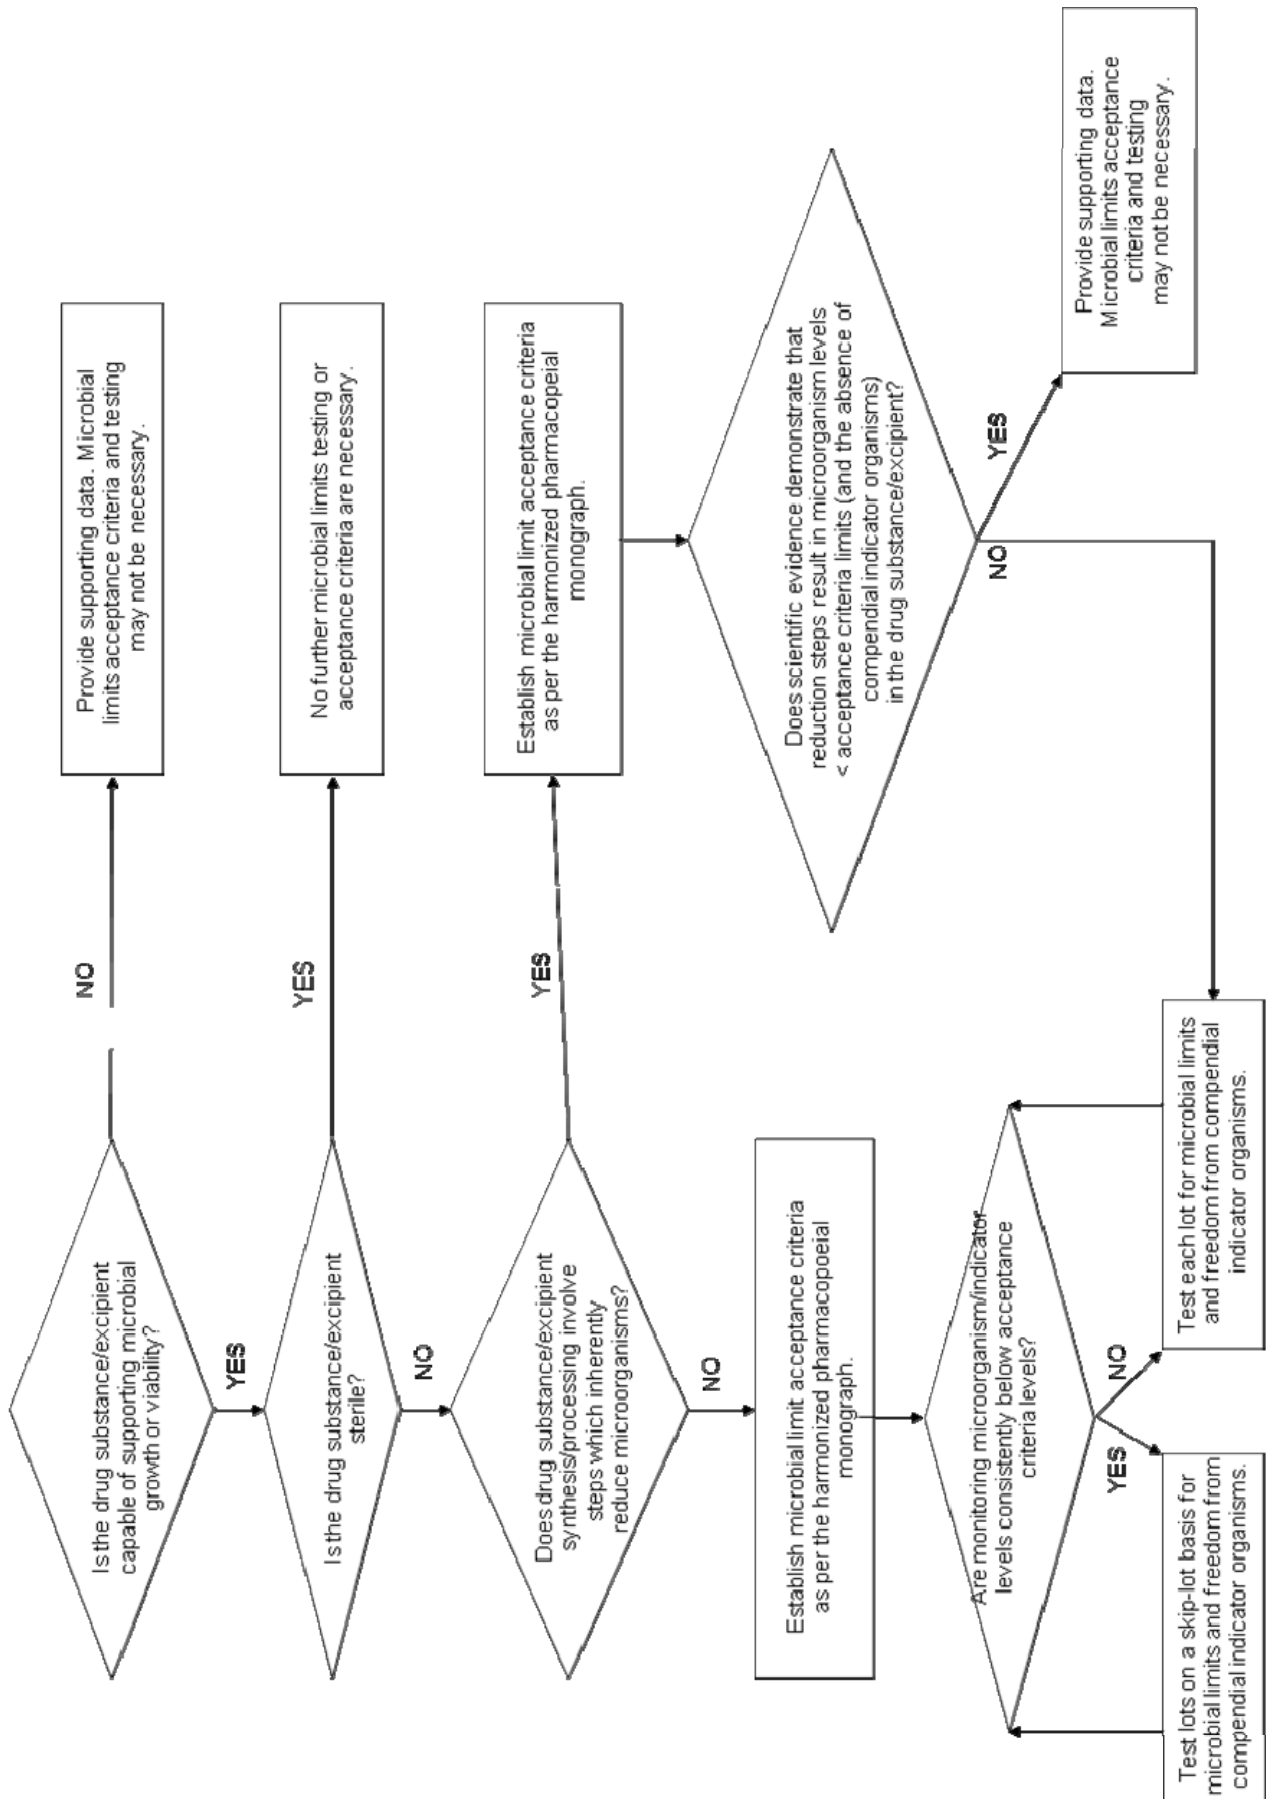 Is the drug substance/excipient
capable of supporting microbial
growth or viability?
NO
Provide supporting data. Microbial
limits acceptance criteria and testing
may not be necessary.
YES
Is the drug substance/excipient
sterile?
YES
No further microbial limits testing or
acceptance criteria are necessary.
NO
Does drug substance/excipient
synthesis/processing involve
steps which inherently
reduce microorganisms?
YES
Establish microbial limit acceptance criteria
as per the harmonized pharmacopeial
monograph.
NO
Does scientific evidence demonstrate that
reduction steps result in microorganism levels
< acceptance criteria limits (and the absence of
compendial indicator organisms)
in the drug substance/excipient?
YES
NO
Provide supporting data.
Microbial limits acceptance
criteria and testing
may not be necessary.
Establish microbial limit acceptance criteria
as per the harmonized pharmacopoeial
monograph.
Are monitoring microorganism/indicator
levels consistently below acceptance
criteria levels?
YES
NO
Test lots on a skip-lot basis for
microbial limits and freedom from
compendial indicator organisms.
Test each lot for microbial limits
and freedom from compendial
indicator organisms.